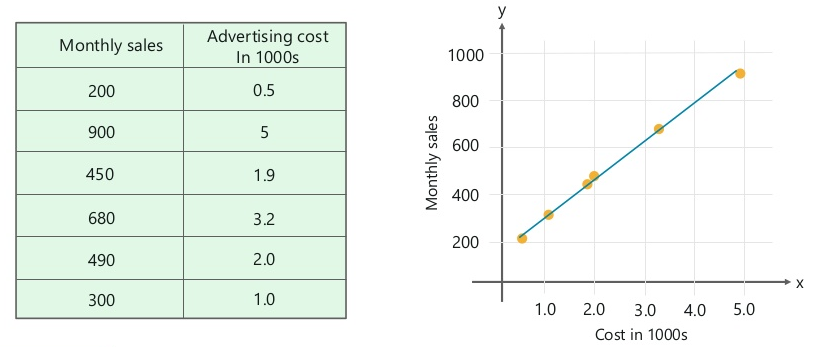 Monthly sales
Advertising cost
In 1000s
200
0.5
900
5
450
1.9
680
3.2
490
2.0
300
1.0
y
1000
800
600
400
200
Monthly sales
x
1.0 2.0 3.0 4.0 5.0
Cost in 1000s